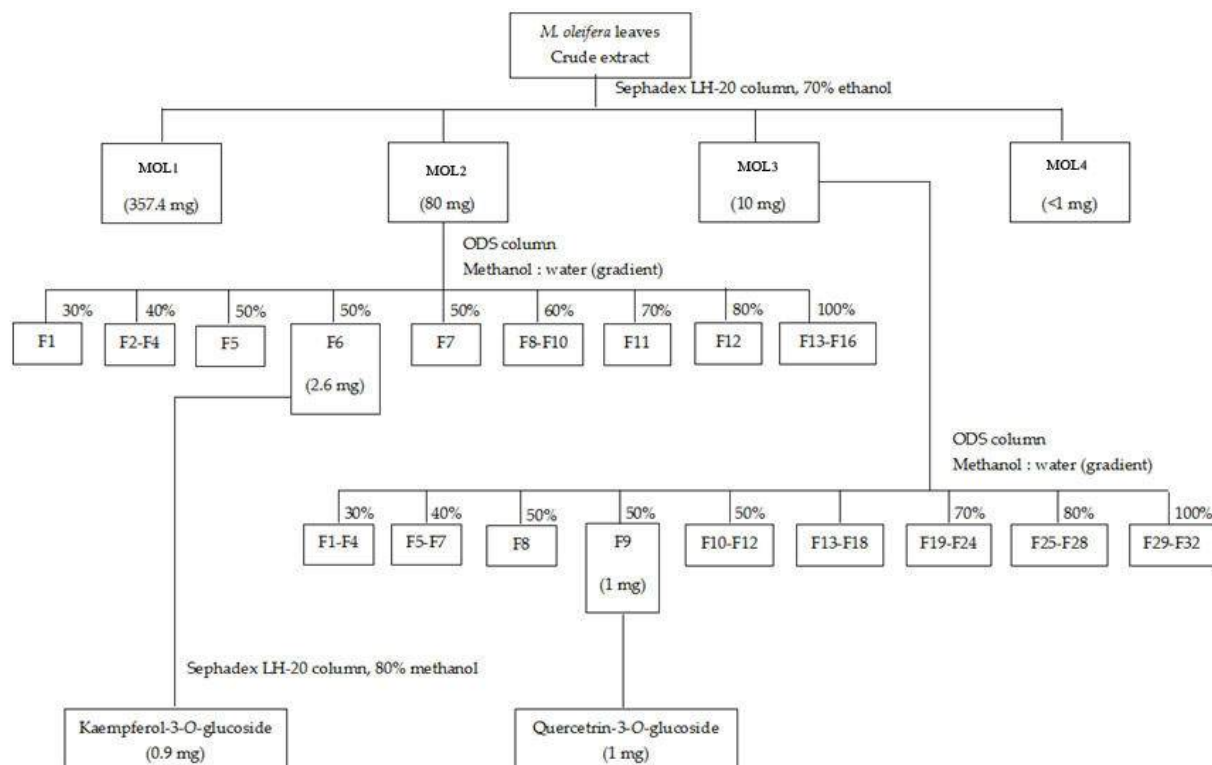 M. oleifera leaves
Crude extract
Sephadex LH-20 column, 70% ethanol
MOL1
(357.4 mg)
MOL2
(80 mg)
MOL3
(10 mg)
MOL4
(<1 mg)
ODS column
Methanol : water (gradient)
30% 40% 50% 50% 50% 60% 70% 80% 100%
F1 F2-F4 F5 F6 F7 F8-F10 F11 F12 F13-F16
(2.6 mg)
ODS column
Methanol : water (gradient)
30% 40% 50% 50% 50% 70% 80% 100%
F1-F4 F5-F7 F8 F9 F10-F12 F13-F18 F19-F24 F25-F28 F29-F32
(1 mg)
Sephadex LH-20 column, 80% methanol
Kaempferol-3-O-glucoside
(0.9 mg)
Quercetrin-3-O-glucoside
(1 mg)